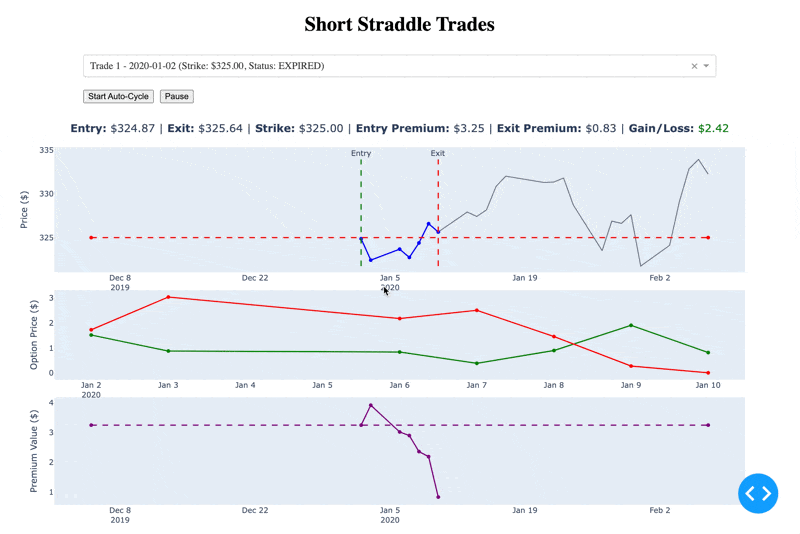 Short Straddle Trades
Trade 1 - 2020-01-02 (Strike: $325.00, Status: EXPIRED)
Start Auto-Cycle Pause
Entry: $324.87 | Exit: $325.64 | Strike: $325.00 | Entry Premium: $3.25 | Exit Premium: $0.83 | Gain/Loss: $2.42
Entry Exit
Price ($)
335
330
325
Dec 8 Dec 22 Jan 5 Jan 19 Feb 2
2019 2020
Option Price ($)
3
2
1
0
Jan 2 Jan 3 Jan 4 Jan 5 Jan 6 Jan 7 Jan 8 Jan 9 Jan 10
2020
Premium Value ($)
4
3
2
1
Dec 8 Dec 22 Jan 5 Jan 19 Feb 2
2019 2020